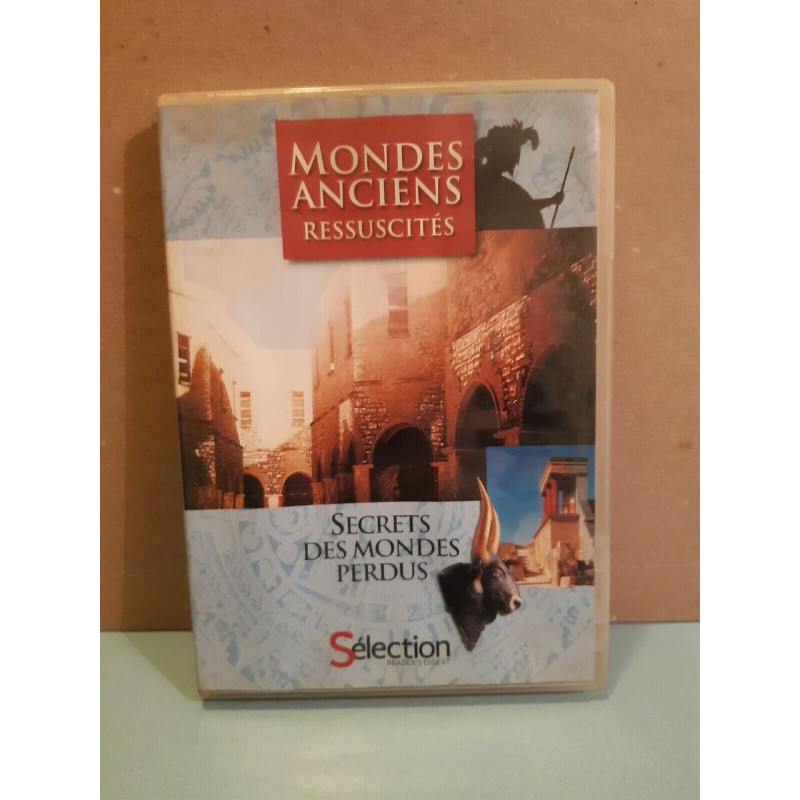 MONDES
ANCIENS
RESSUSCITÉS
SECRETS
DES MONDES
PERDUS
Sélection
READER'S DIGEST